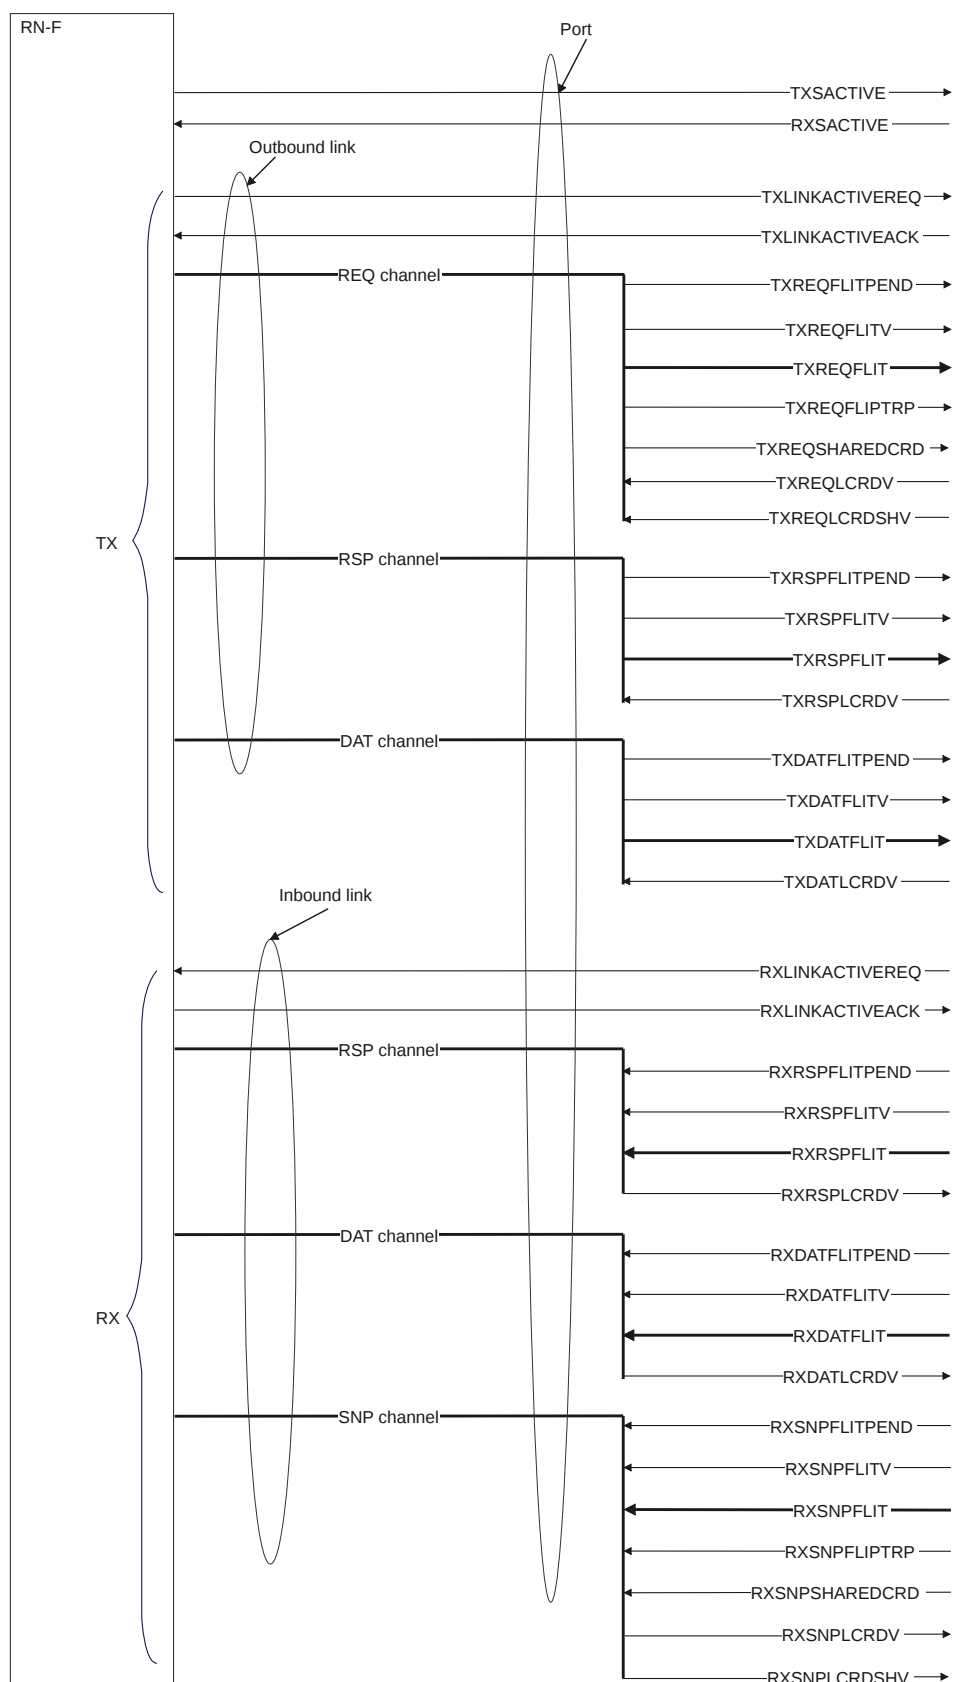 RN-F
Port
TXSACTIVE
RXSACTIVE
Outbound link
TXLINKACTIVEREQ
TXLINKACTIVEACK
REQ channel
TXREQFLITPEND
TXREQFLITV
TXREQFLIT
TXREQFLIPTRP
TXREQSHAREDCRD
TXREQLCRDV
TXREQLCRDSHV
TX
RSP channel
TXRSPFLITPEND
TXRSPFLITV
TXRSPFLIT
TXRSPLCRDV
DAT channel
TXDATFLITPEND
TXDATFLITV
TXDATFLIT
TXDATLCRDV
Inbound link
RXLINKACTIVEREQ
RXLINKACTIVEACK
RSP channel
RXRSPFLITPEND
RXRSPFLITV
RXRSPFLIT
RXRSPLCRDV
DAT channel
RXDATFLITPEND
RXDATFLITV
RX
RXDATFLIT
RXDATLCRDV
SNP channel
RXSNPFLITPEND
RXSNPFLITV
RXSNPFLIT
RXSNPFLIPTRP
RXSNPSHAREDCRD
RXSNPLCRDV
RXSNPLCRDSHV